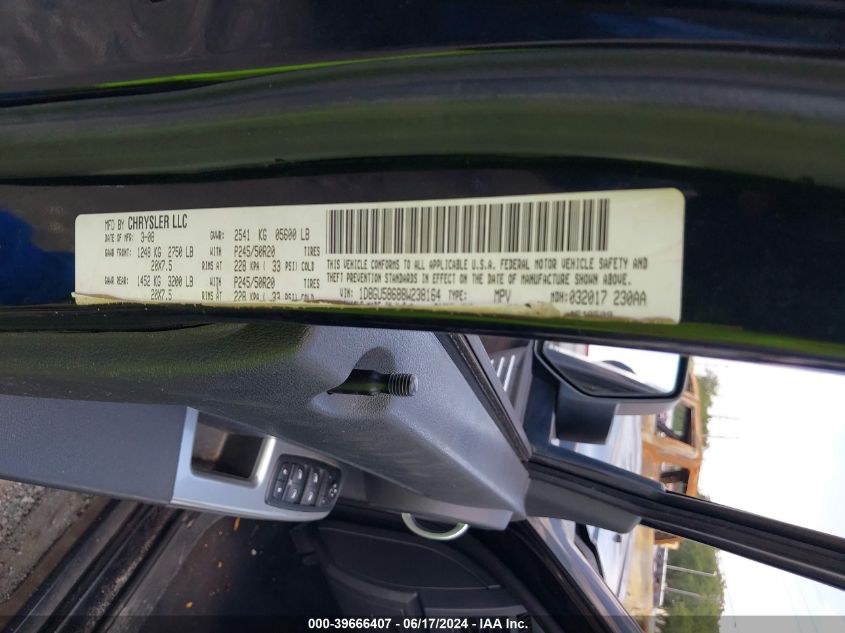 MFD BY CHRYSLER LLC
DATE OF MFR: 3-08 GVWR: 2541 KG 05600 LB
GAWR FRONT: 1248 KG 2750 LB WITH P245/50R20 TIRES
20X7.5 RIMS AT 228 KPA ( 33 PSI) COLD
GAWR REAR: 1452 KG 3200 LB WITH P245/50R20 TIRES
20X7.5 RIMS AT 228 KPA ( 33 PSI) COLD
THIS VEHICLE CONFORMS TO ALL APPLICABLE U.S.A. FEDERAL MOTOR VEHICLE SAFETY AND
THEFT PREVENTION STANDARDS IN EFFECT ON THE DATE OF MANUFACTURE SHOWN ABOVE.
VIN: 1D8GU58688W238164 TYPE: MPV MDH: 032017 230AA
000-39666407 / 06/17/2024 - IAA Inc.